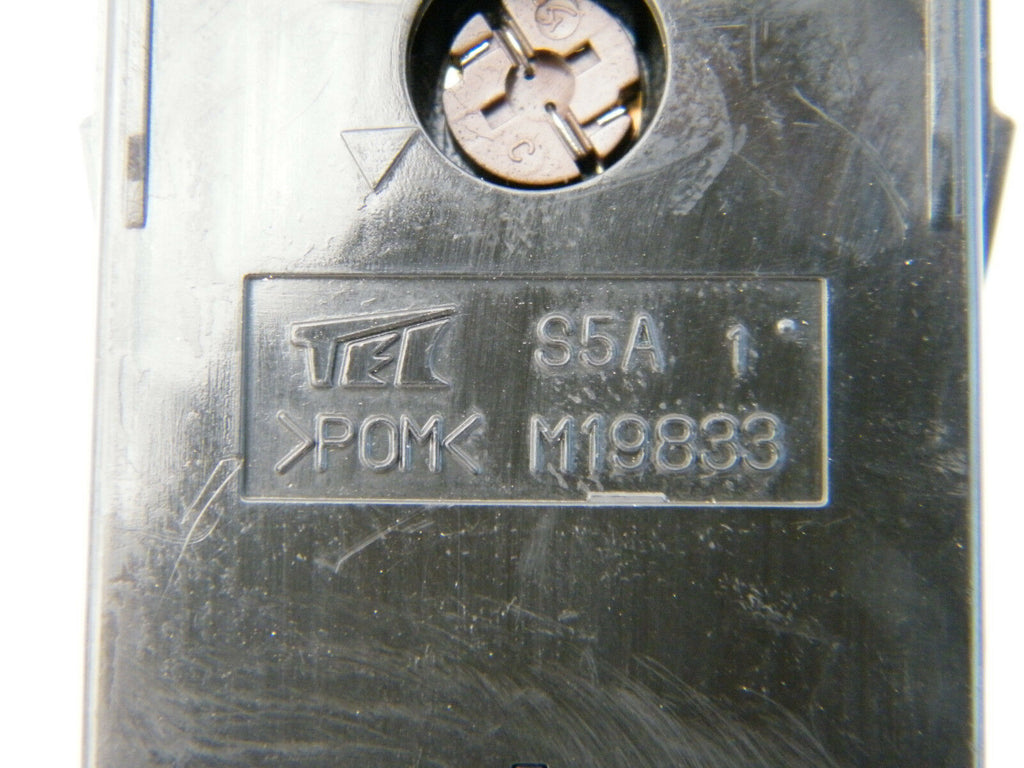 C
TEC S5A 1
>POM< M19833